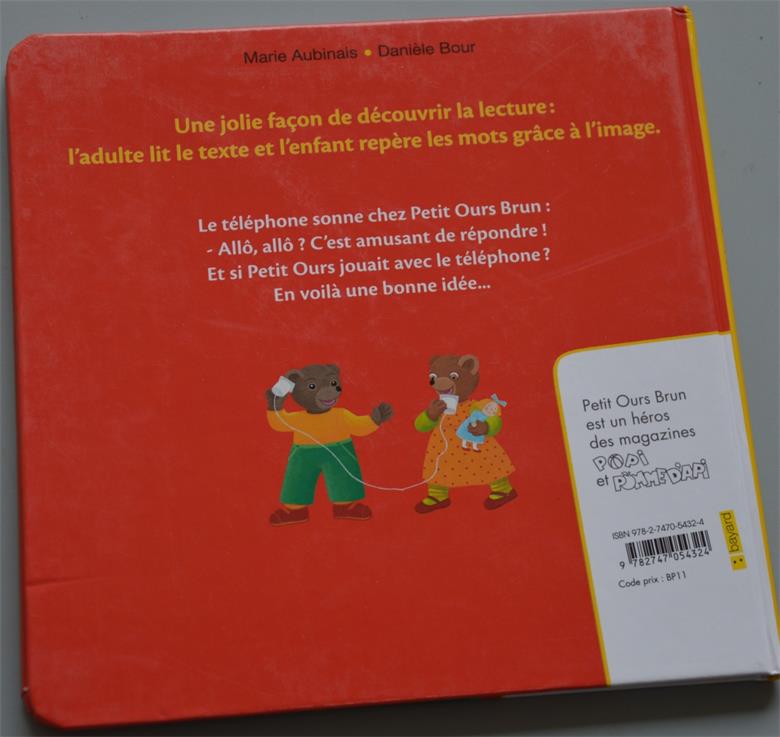 Marie Aubinais • Danièle Bour
Une jolie façon de découvrir la lecture :
l'adulte lit le texte et l'enfant repère les mots grâce à l'image.
Le téléphone sonne chez Petit Ours Brun :
- Allô, allô ? C'est amusant de répondre !
Et si Petit Ours jouait avec le téléphone ?
En voilà une bonne idée...
Petit Ours Brun
est un héros
des magazines
POPi
et POMME D'APi
ISBN 978-2-7470-5432-4
9 782747 054324
Code prix : BP11
bayard